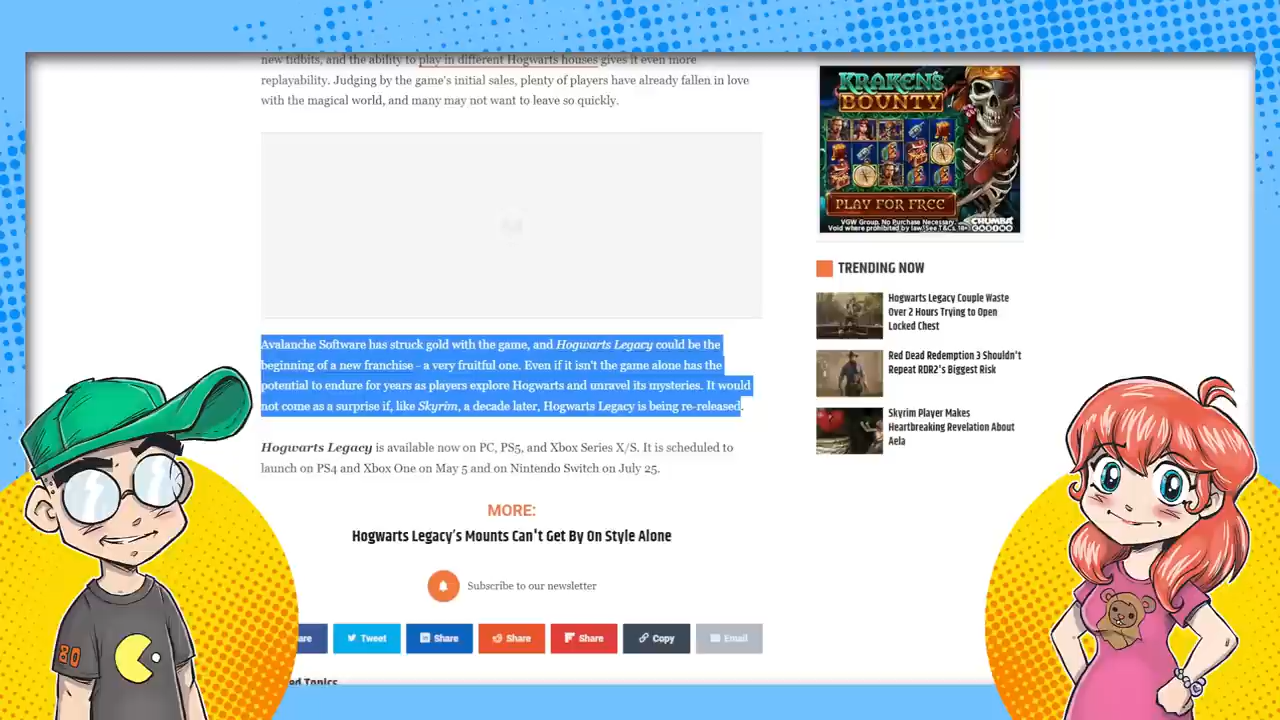 new tidbits, and the ability to play in different Hogwarts houses gives it even more
replayability. Judging by the game's initial sales, plenty of players have already fallen in love
with the magical world, and many may not want to leave so quickly.
Avalanche Software has struck gold with the game, and Hogwarts Legacy could be the
beginning of a new franchise - a very fruitful one. Even if it isn't the game alone has the
potential to endure for years as players explore Hogwarts and unravel its mysteries. It would
not come as a surprise if, like Skyrim, a decade later, Hogwarts Legacy is being re-released.
Hogwarts Legacy is available now on PC, PS5, and Xbox Series X/S. It is scheduled to
launch on PS4 and Xbox One on May 5 and on Nintendo Switch on July 25.
MORE:
Hogwarts Legacy's Mounts Can't Get By On Style Alone
Subscribe to our newsletter
are
Tweet
Share
Share
Share
Copy
Email
ed Topics
KRAKEN'S
BOUNTY
PLAY FOR FREE
VGW Group. No Purchase Necessary.
Void where prohibited by law. See T&Cs. 18+
CHUMBA
CASINO
TRENDING NOW
Hogwarts Legacy Couple Waste
Over 2 Hours Trying to Open
Locked Chest
Red Dead Redemption 3 Shouldn't
Repeat RDR2's Biggest Risk
Skyrim Player Makes
Heartbreaking Revelation About
Aela
80